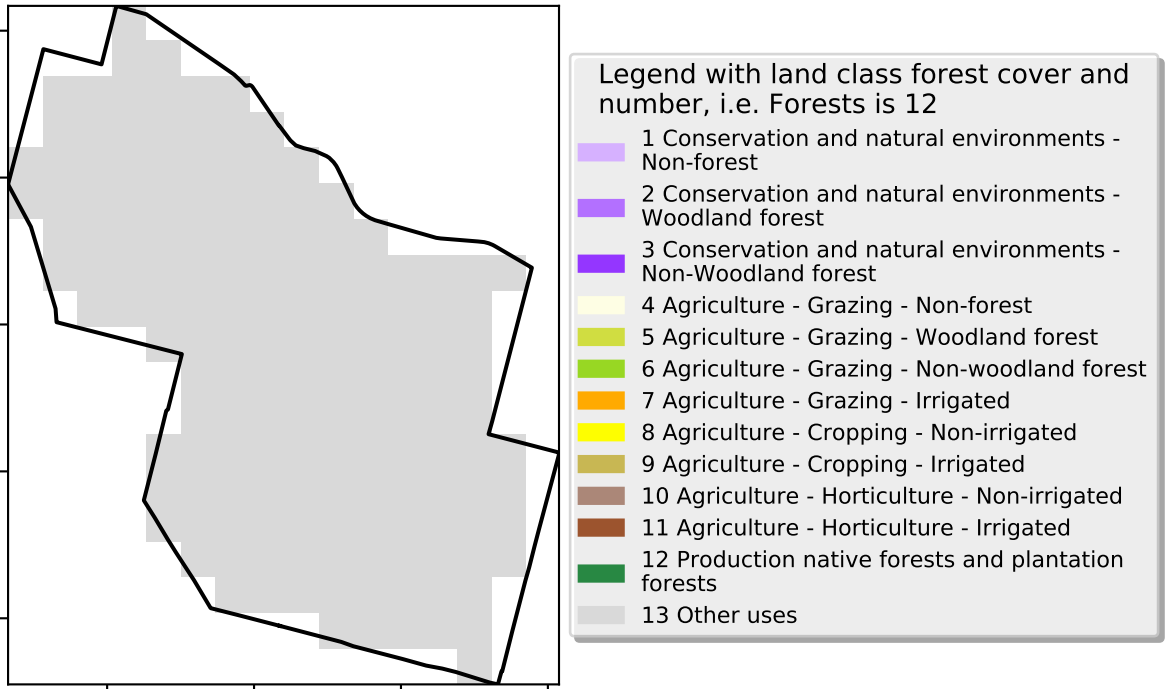 Legend with land class forest cover and
number, i.e. Forests is 12
1 Conservation and natural environments -
Non-forest
2 Conservation and natural environments -
Woodland forest
3 Conservation and natural environments -
Non-Woodland forest
4 Agriculture - Grazing - Non-forest
5 Agriculture - Grazing - Woodland forest
6 Agriculture - Grazing - Non-woodland forest
7 Agriculture - Grazing - Irrigated
8 Agriculture - Cropping - Non-irrigated
9 Agriculture - Cropping - Irrigated
10 Agriculture - Horticulture - Non-irrigated
11 Agriculture - Horticulture - Irrigated
12 Production native forests and plantation
forests
13 Other uses